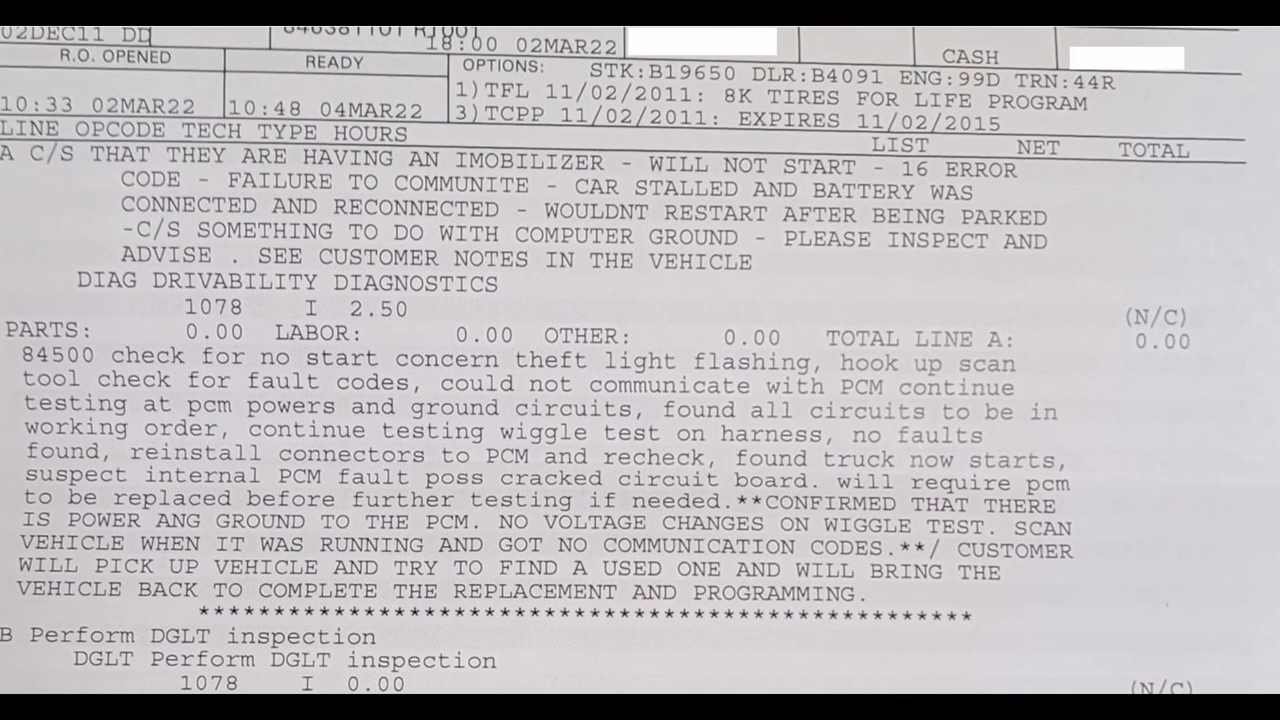 02DEC11 DD
18:00 02MAR22
CASH
R.O. OPENED READY OPTIONS: STK:B19650 DLR:B4091 ENG:99D TRN:44R
1)TFL 11/02/2011: 8K TIRES FOR LIFE PROGRAM
10:33 02MAR22 10:48 04MAR22 3)TCPP 11/02/2011: EXPIRES 11/02/2015
LINE OPCODE TECH TYPE HOURS LIST NET TOTAL
A C/S THAT THEY ARE HAVING AN IMOBILIZER - WILL NOT START - 16 ERROR
CODE - FAILURE TO COMMUNITE - CAR STALLED AND BATTERY WAS
CONNECTED AND RECONNECTED - WOULDNT RESTART AFTER BEING PARKED
-C/S SOMETHING TO DO WITH COMPUTER GROUND - PLEASE INSPECT AND
ADVISE . SEE CUSTOMER NOTES IN THE VEHICLE
DIAG DRIVABILITY DIAGNOSTICS
1078 I 2.50 (N/C)
PARTS: 0.00 LABOR: 0.00 OTHER: 0.00 TOTAL LINE A: 0.00
84500 check for no start concern theft light flashing, hook up scan
tool check for fault codes, could not communicate with PCM continue
testing at pcm powers and ground circuits, found all circuits to be in
working order, continue testing wiggle test on harness, no faults
found, reinstall connectors to PCM and recheck, found truck now starts,
suspect internal PCM fault poss cracked circuit board. will require pcm
to be replaced before further testing if needed.**CONFIRMED THAT THERE
IS POWER ANG GROUND TO THE PCM. NO VOLTAGE CHANGES ON WIGGLE TEST. SCAN
VEHICLE WHEN IT WAS RUNNING AND GOT NO COMMUNICATION CODES.**/ CUSTOMER
WILL PICK UP VEHICLE AND TRY TO FIND A USED ONE AND WILL BRING THE
VEHICLE BACK TO COMPLETE THE REPLACEMENT AND PROGRAMMING.
**************************************************************
B Perform DGLT inspection
DGLT Perform DGLT inspection
1078 I 0.00 (N/C)